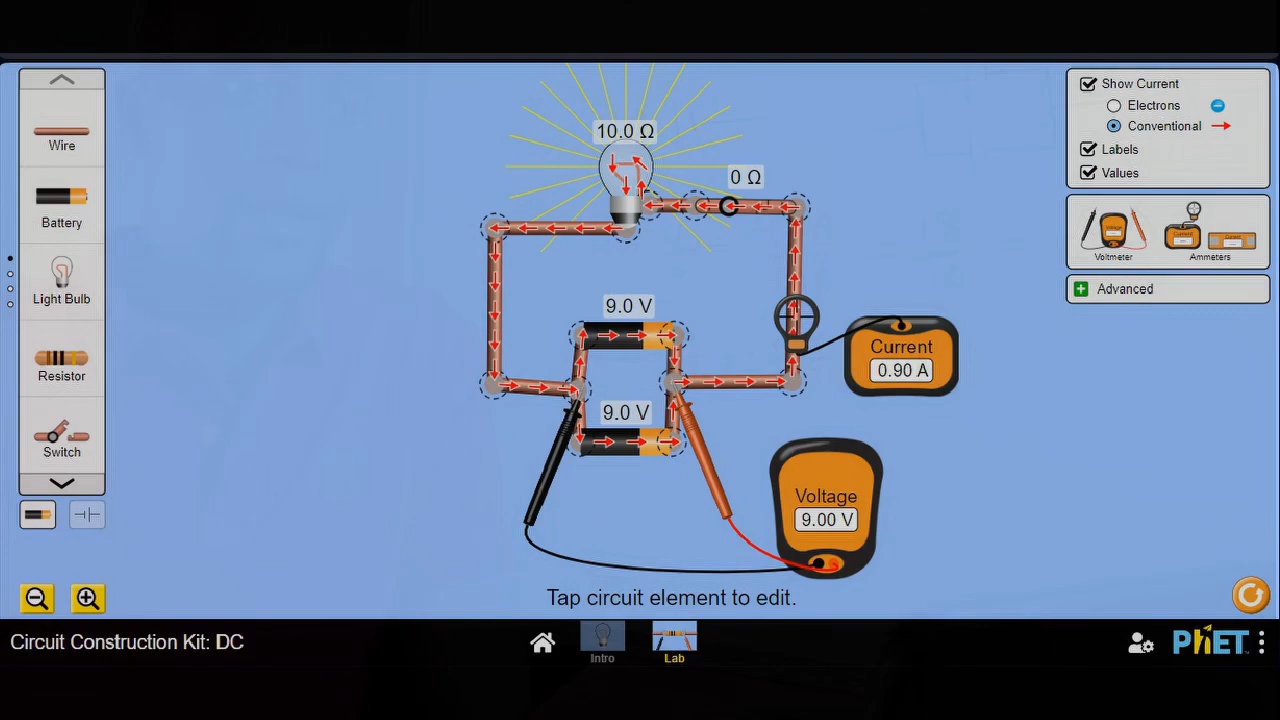 Wire
Battery
Light Bulb
Resistor
Switch
10.0 Ω
0 Ω
9.0 V
9.0 V
Current
0.90 A
Voltage
9.00 V
Show Current
Electrons
Conventional
Labels
Values
Voltmeter
Ammeters
Advanced
Tap circuit element to edit.
Circuit Construction Kit: DC
Intro
Lab
PhET